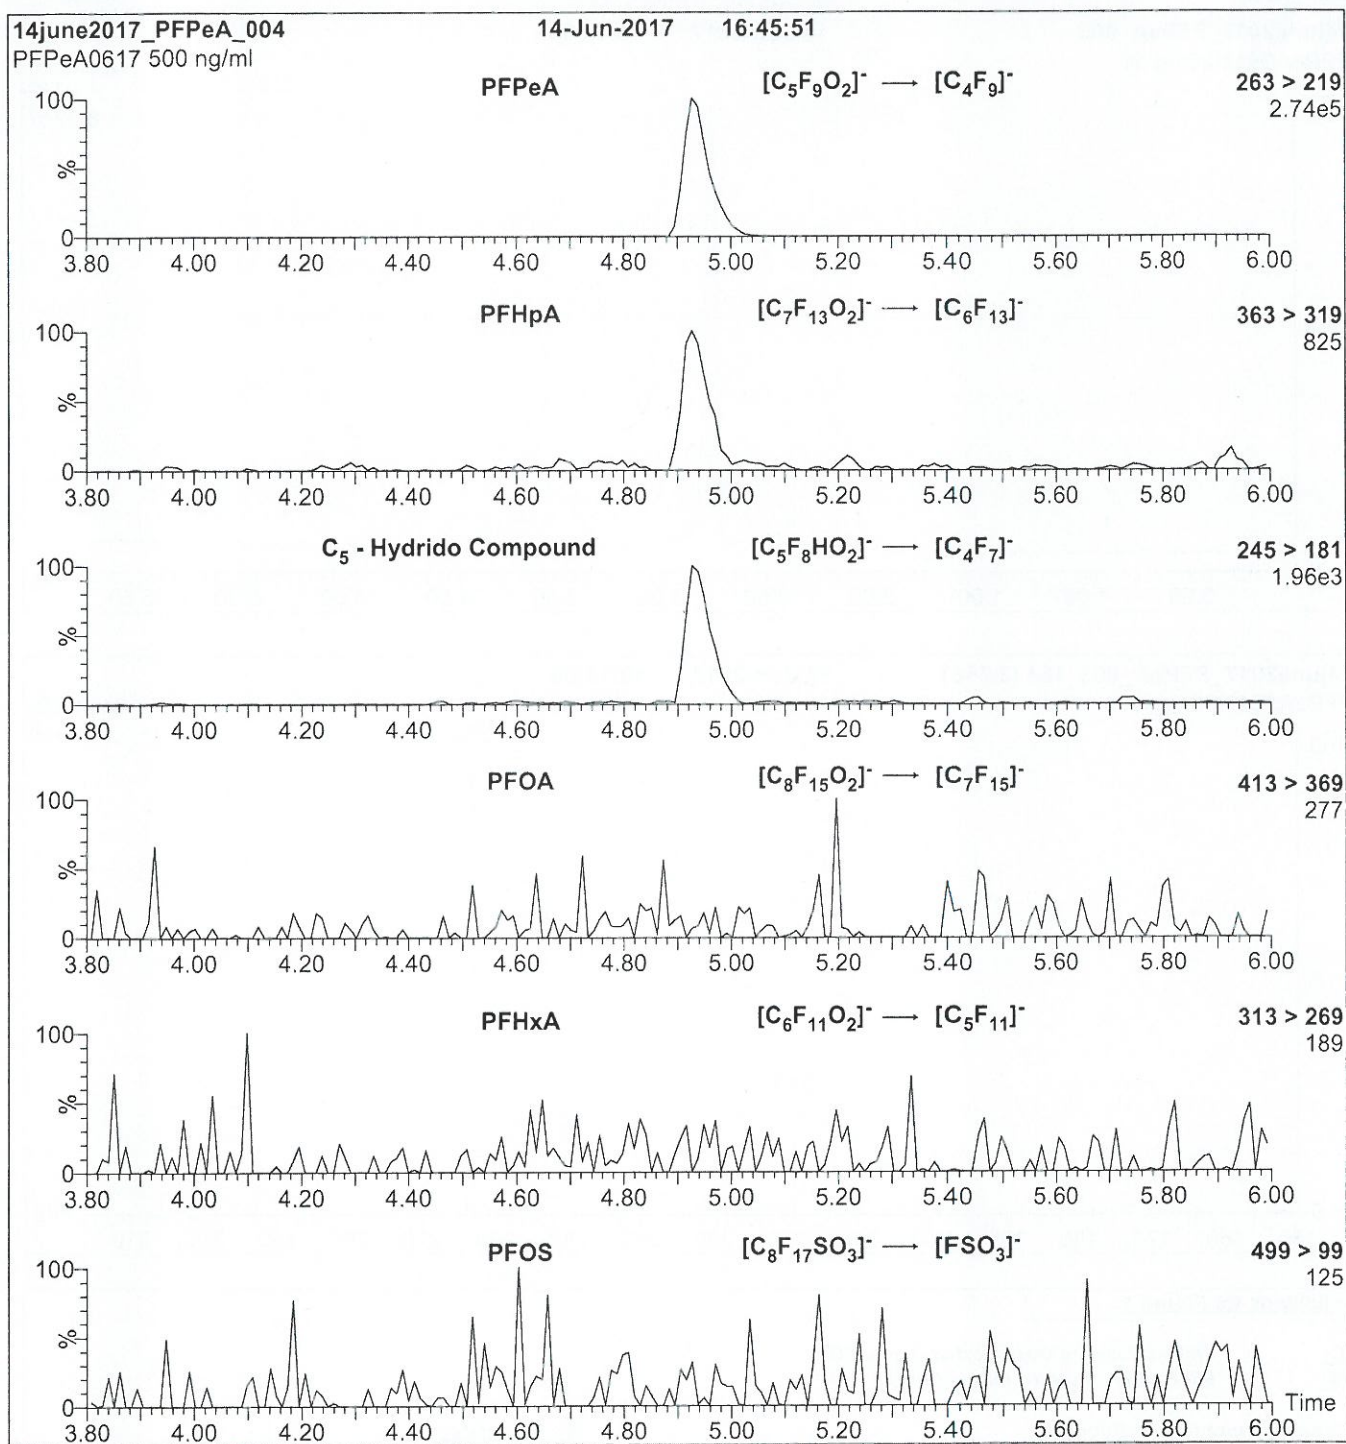 14june2017_PFPeA_004 14-Jun-2017 16:45:51
PFPeA0617 500 ng/ml
PFPeA [C5F9O2]- → [C4F9]- 263 > 219
2.74e5
100
%
0
3.80 4.00 4.20 4.40 4.60 4.80 5.00 5.20 5.40 5.60 5.80 6.00
PFHpA [C7F13O2]- → [C6F13]- 363 > 319
825
100
%
0
3.80 4.00 4.20 4.40 4.60 4.80 5.00 5.20 5.40 5.60 5.80 6.00
C5 - Hydrido Compound [C5F8HO2]- → [C4F7]- 245 > 181
1.96e3
100
%
0
3.80 4.00 4.20 4.40 4.60 4.80 5.00 5.20 5.40 5.60 5.80 6.00
PFOA [C8F15O2]- → [C7F15]- 413 > 369
277
100
%
0
3.80 4.00 4.20 4.40 4.60 4.80 5.00 5.20 5.40 5.60 5.80 6.00
PFHxA [C6F11O2]- → [C5F11]- 313 > 269
189
100
%
0
3.80 4.00 4.20 4.40 4.60 4.80 5.00 5.20 5.40 5.60 5.80 6.00
PFOS [C8F17SO3]- → [FSO3]- 499 > 99
125
100
%
0
Time
3.80 4.00 4.20 4.40 4.60 4.80 5.00 5.20 5.40 5.60 5.80 6.00